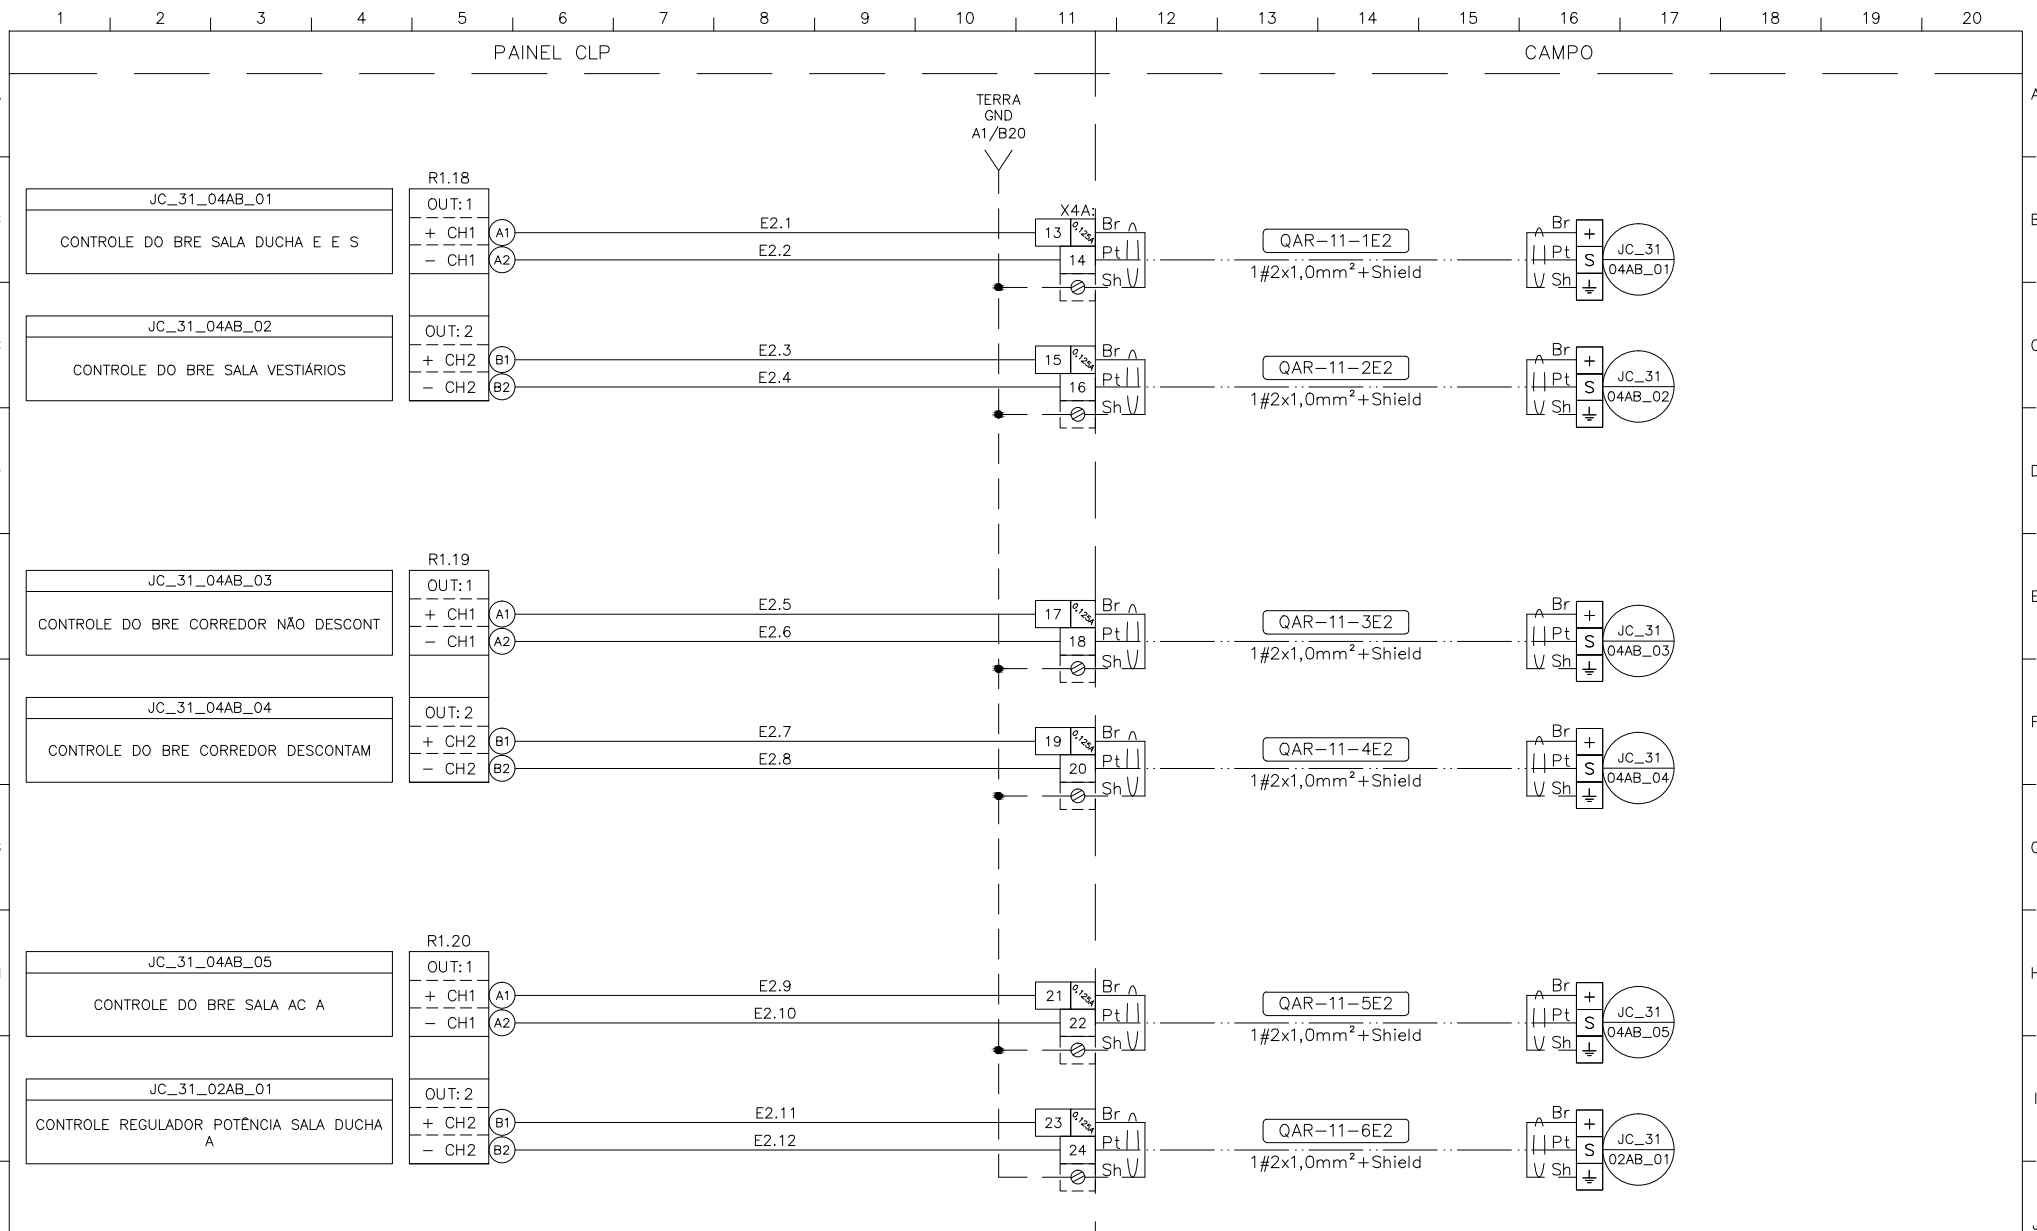 1 2 3 4 5 6 7 8 9 10 11 12 13 14 15 16 17 18 19 20
PAINEL CLP
CAMPO
A
TERRA
GND
A1/B20
R1.18
JC_31_04AB_01
OUT:1
X4A:
B
CONTROLE DO BRE SALA DUCHA E E S
+ CH1 A1 E2.1 13 0,125A Br QAR-11-1E2 Br +
- CH1 A2 E2.2 14 Pt 1#2x1,0mm²+Shield Pt S JC_31
04AB_01
Sh Sh
JC_31_04AB_02
OUT:2
C
CONTROLE DO BRE SALA VESTIÁRIOS
+ CH2 B1 E2.3 15 0,125A Br QAR-11-2E2 Br +
- CH2 B2 E2.4 16 Pt 1#2x1,0mm²+Shield Pt S JC_31
04AB_02
Sh Sh
D
R1.19
JC_31_04AB_03
OUT:1
E
CONTROLE DO BRE CORREDOR NÃO DESCONT
+ CH1 A1 E2.5 17 0,125A Br QAR-11-3E2 Br +
- CH1 A2 E2.6 18 Pt 1#2x1,0mm²+Shield Pt S JC_31
04AB_03
Sh Sh
JC_31_04AB_04
OUT:2
F
CONTROLE DO BRE CORREDOR DESCONTAM
+ CH2 B1 E2.7 19 0,125A Br QAR-11-4E2 Br +
- CH2 B2 E2.8 20 Pt 1#2x1,0mm²+Shield Pt S JC_31
04AB_04
Sh Sh
R1.20
JC_31_04AB_05
OUT:1
H
CONTROLE DO BRE SALA AC A
+ CH1 A1 E2.9 21 0,125A Br QAR-11-5E2 Br +
- CH1 A2 E2.10 22 Pt 1#2x1,0mm²+Shield Pt S JC_31
04AB_05
Sh Sh
JC_31_02AB_01
OUT:2
I
CONTROLE REGULADOR POTÊNCIA SALA DUCHA
A
+ CH2 B1 E2.11 23 0,125A Br QAR-11-6E2 Br +
- CH2 B2 E2.12 24 Pt 1#2x1,0mm²+Shield Pt S JC_31
02AB_01
Sh Sh